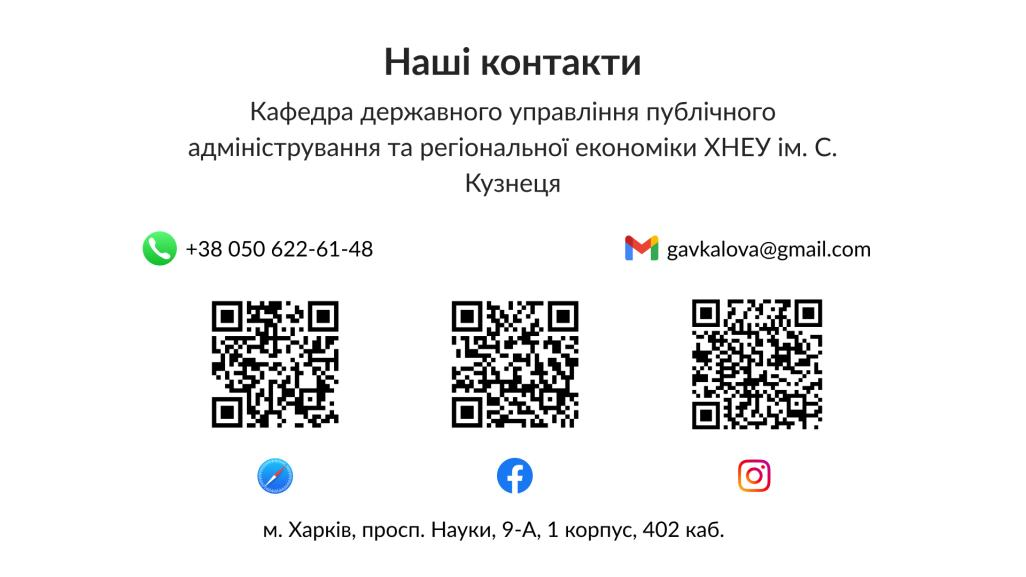 Наші контакти
Кафедра державного управління публічного
адміністрування та регіональної економіки ХНЕУ ім. С.
Кузнеця
+38 050 622-61-48
gavkalova@gmail.com
м. Харків, просп. Науки, 9-А, 1 корпус, 402 каб.